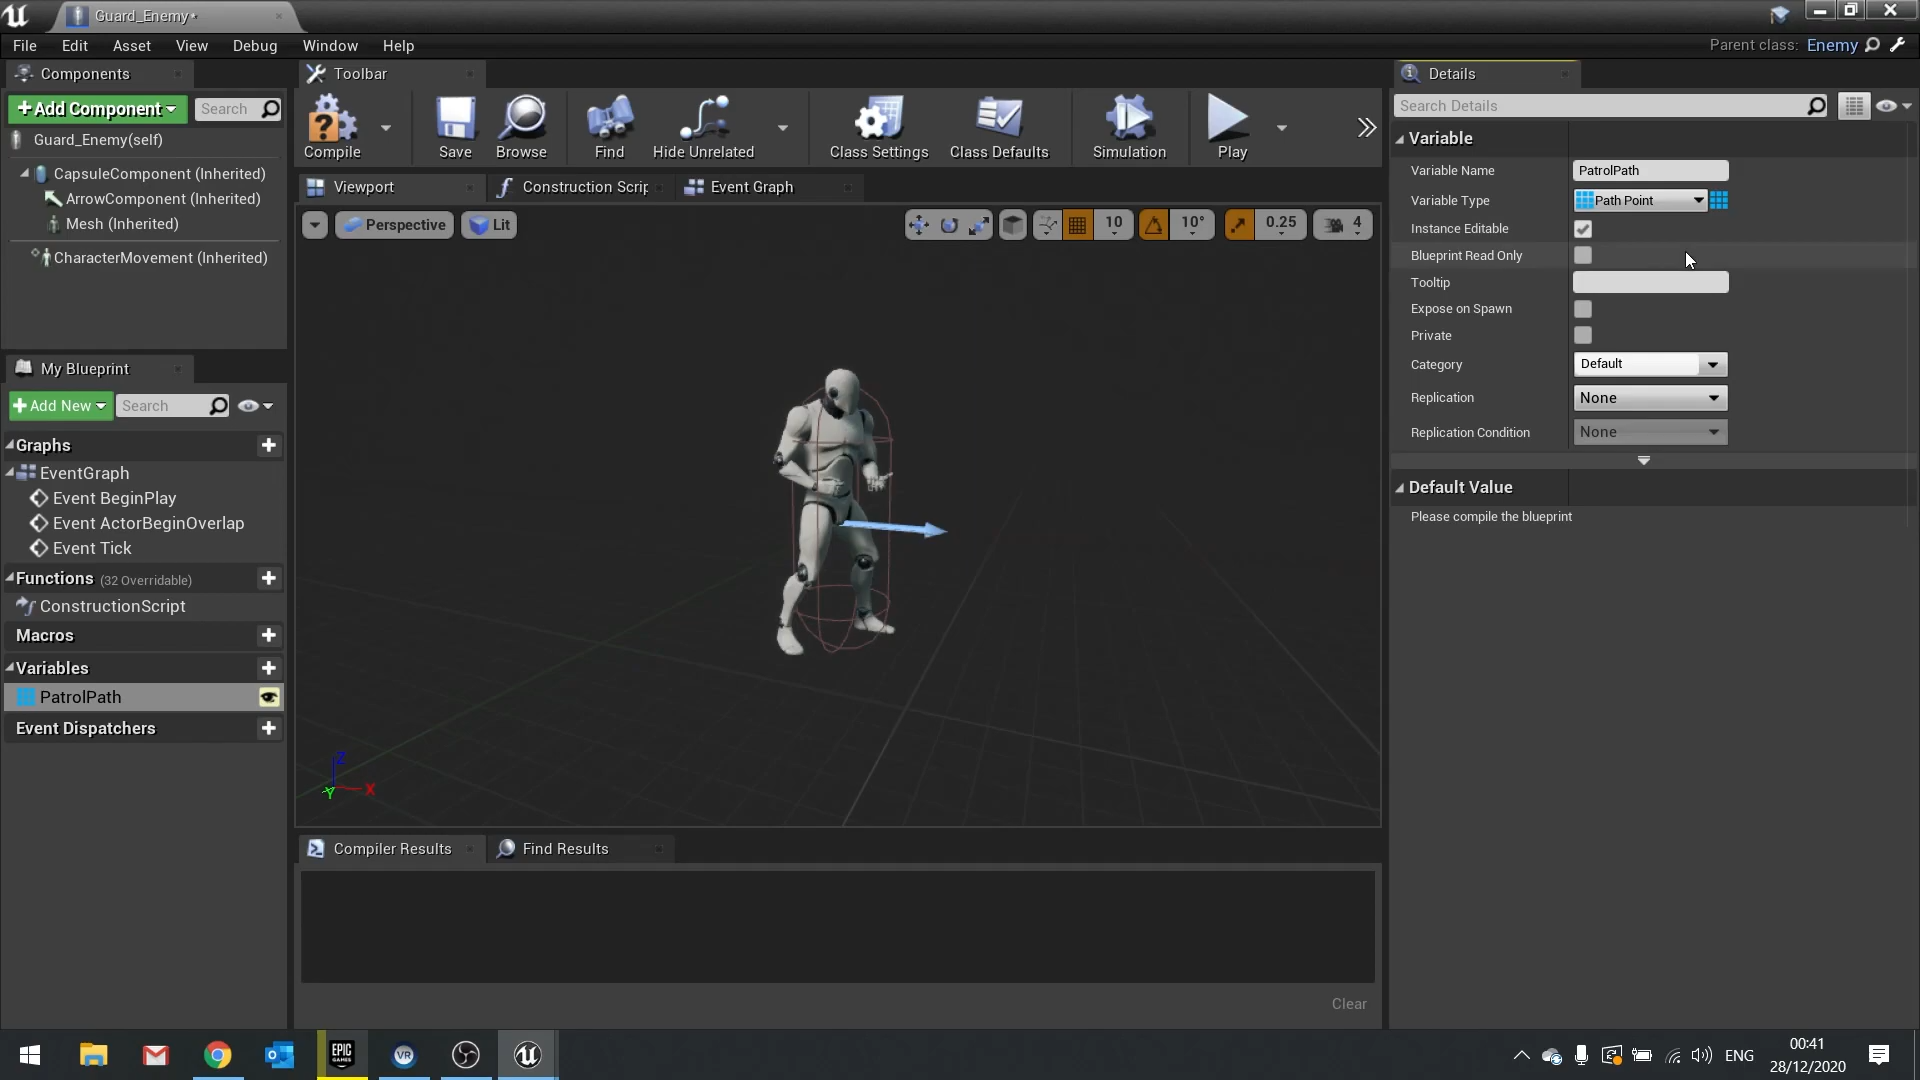 Guard_Enemy*
File Edit Asset View Debug Window Help
Parent class: Enemy
Components
Add Component
Search
Guard_Enemy(self)
CapsuleComponent (Inherited)
ArrowComponent (Inherited)
Mesh (Inherited)
CharacterMovement (Inherited)
My Blueprint
Add New
Search
Graphs
EventGraph
Event BeginPlay
Event ActorBeginOverlap
Event Tick
Functions (32 Overridable)
ConstructionScript
Macros
Variables
PatrolPath
Event Dispatchers
Toolbar
Compile
Save
Browse
Find
Hide Unrelated
Class Settings
Class Defaults
Simulation
Play
Viewport
Construction Scrip
Event Graph
Perspective
Lit
10
10°
0.25
4
Z
Y
X
Compiler Results
Find Results
Clear
Details
Search Details
Variable
Variable Name PatrolPath
Variable Type Path Point
Instance Editable
Blueprint Read Only
Tooltip
Expose on Spawn
Private
Category Default
Replication None
Replication Condition None
Default Value
Please compile the blueprint
EPIC
GAMES
VR
ENG
00:41
28/12/2020